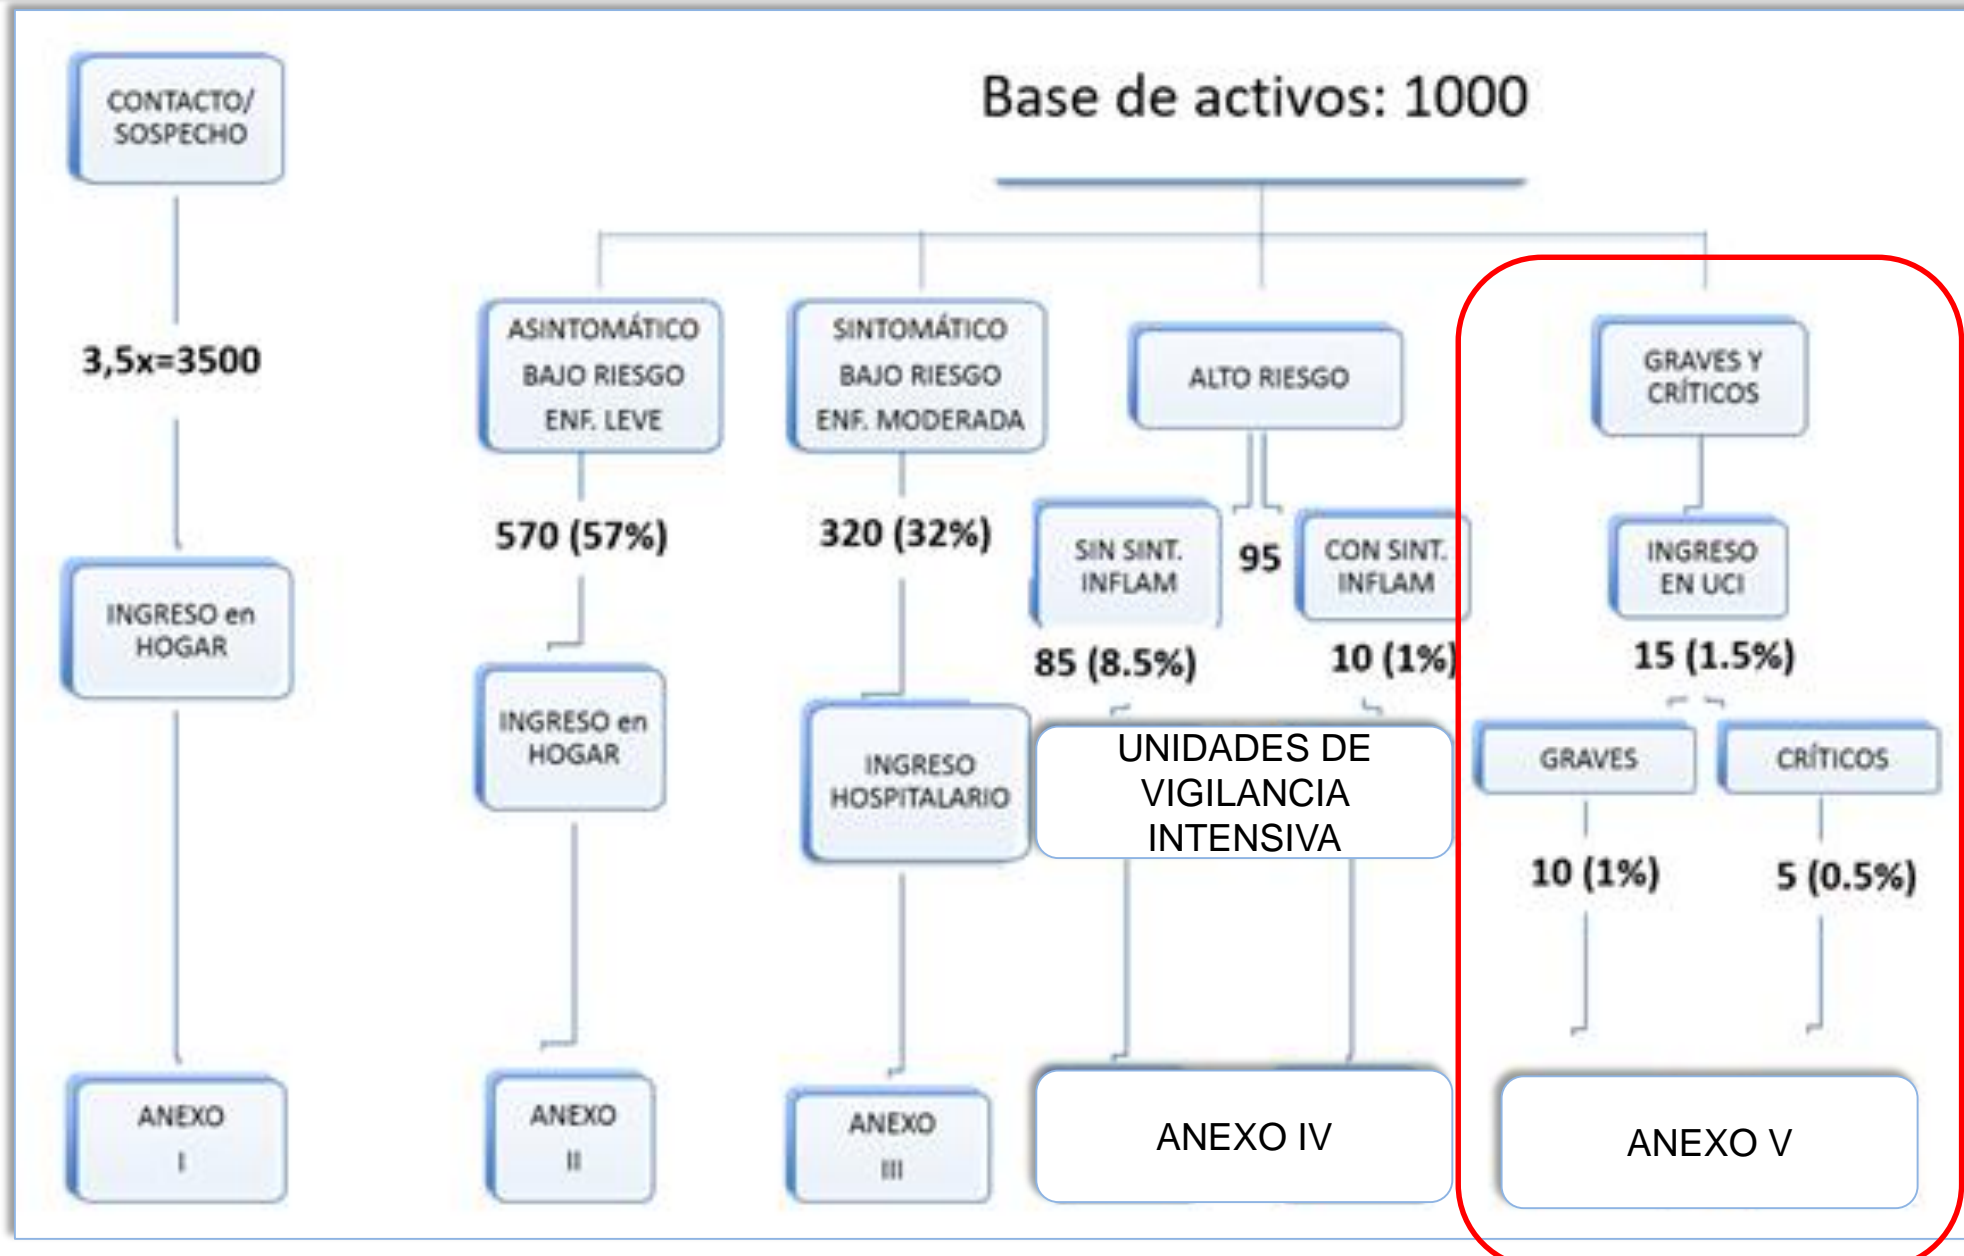 CONTACTO/
SOSPECHO
3,5x=3500
INGRESO en
HOGAR
ANEXO
I
Base de activos: 1000
ASINTOMÁTICO
BAJO RIESGO
ENF. LEVE
570 (57%)
INGRESO en
HOGAR
ANEXO
II
SINTOMÁTICO
BAJO RIESGO
ENF. MODERADA
320 (32%)
INGRESO
HOSPITALARIO
ANEXO
III
ALTO RIESGO
95
SIN SINT.
INFLAM
85 (8.5%)
CON SINT.
INFLAM
10 (1%)
UNIDADES DE
VIGILANCIA
INTENSIVA
ANEXO IV
GRAVES Y
CRÍTICOS
INGRESO
EN UCI
15 (1.5%)
GRAVES
10 (1%)
CRÍTICOS
5 (0.5%)
ANEXO V